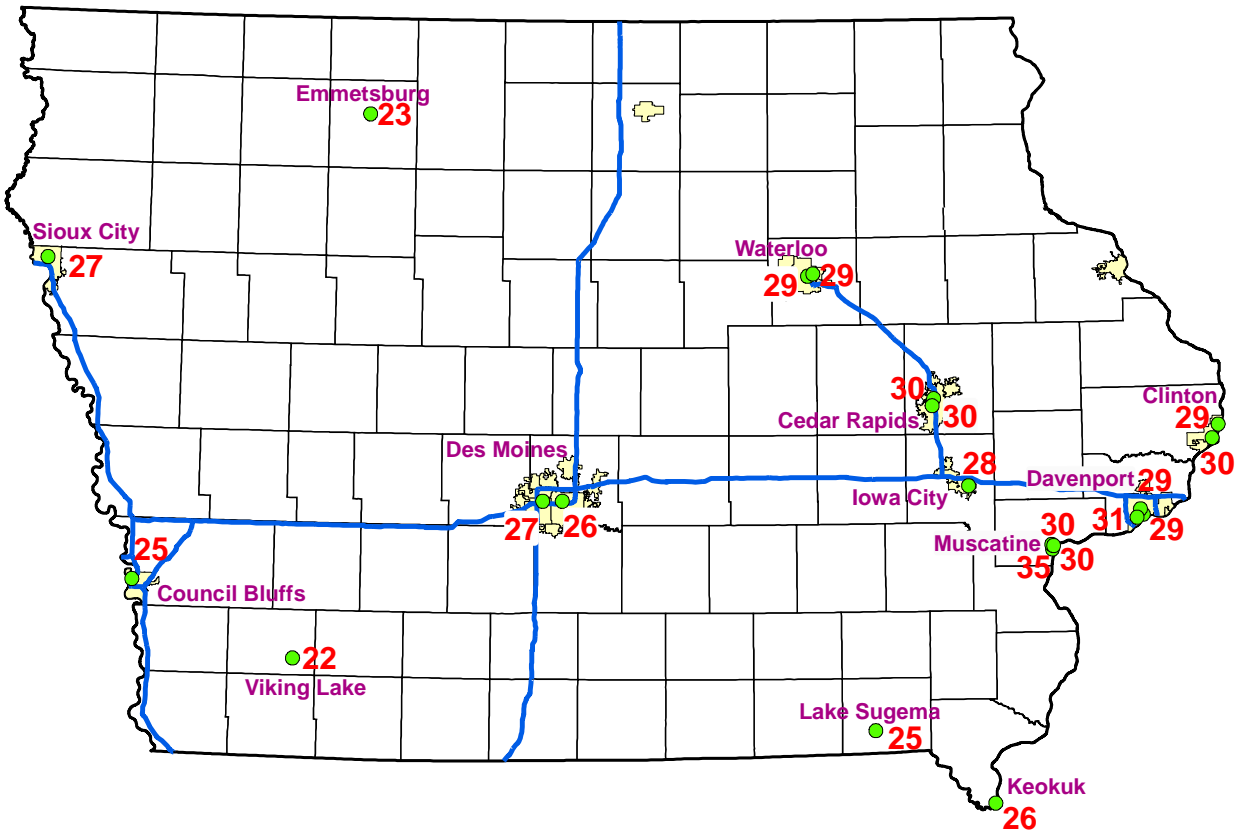 Emmetsburg
23
Sioux City
27
Waterloo
29
29
30
Cedar Rapids
30
Clinton
29
30
Des Moines
27
26
28
Iowa City
Davenport
29
31
29
Muscatine
30
30
35
25
Council Bluffs
22
Viking Lake
Lake Sugema
25
Keokuk
26